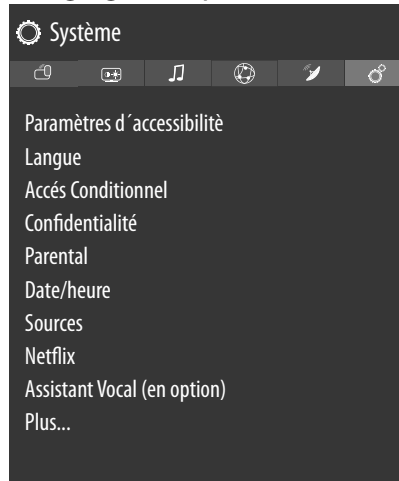 Système
Paramètres d´accessibilitè
Langue
Accés Conditionnel
Confidentialité
Parental
Date/heure
Sources
Netflix
Assistant Vocal (en option)
Plus...